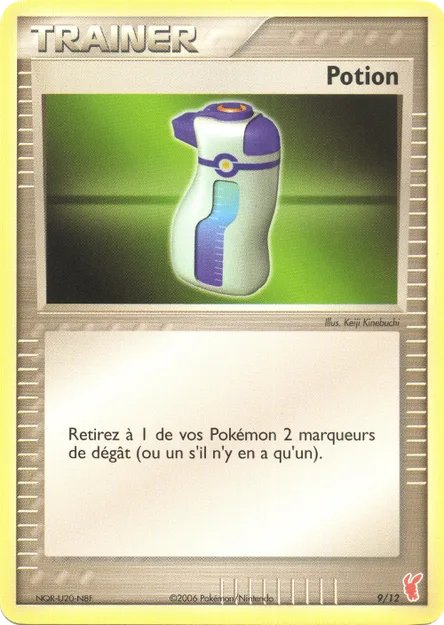 TRAINER
Potion
Illus. Keiji Kinebuchi
Retirez à 1 de vos Pokémon 2 marqueurs
de dégât (ou un s'il n'y en a qu'un).
NOR-U20-NBF
©2006 Pokémon/Nintendo
9/12